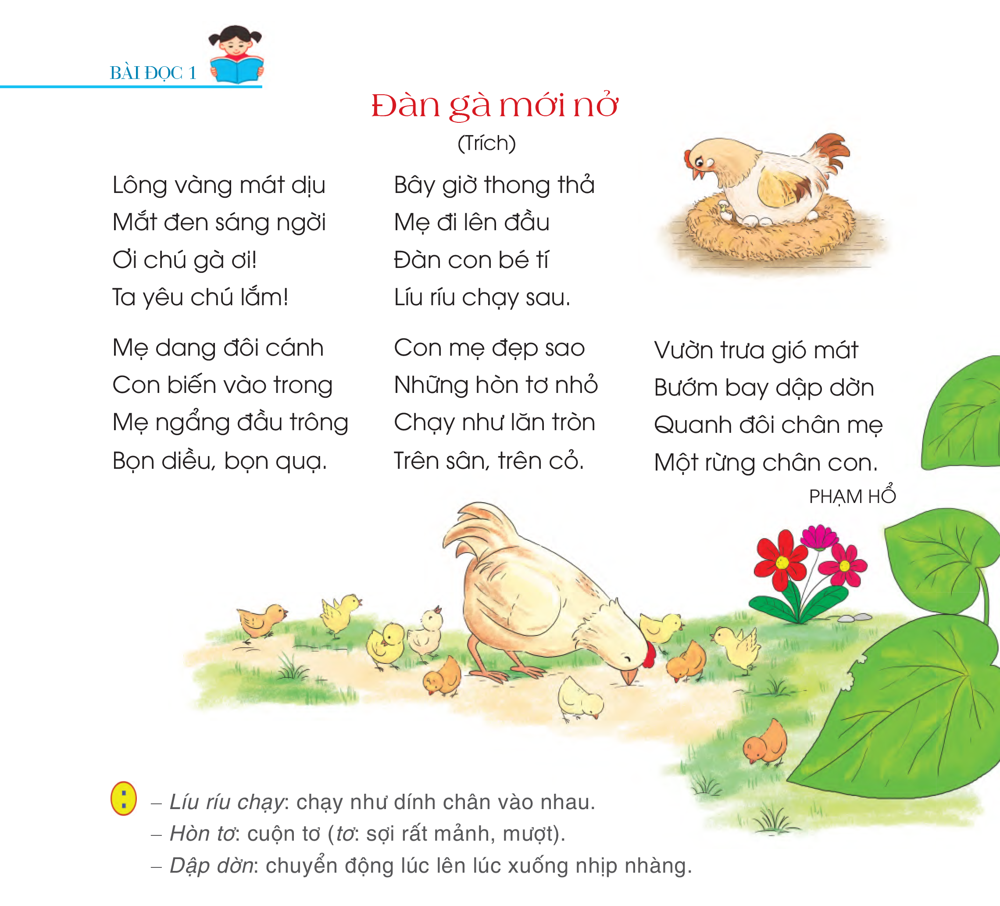 BÀI ĐỌC 1
Đàn gà mới nở
(Trích)
Lông vàng mát dịu
Mắt đen sáng ngời
Ơi chú gà ơi!
Ta yêu chú lắm!
Mẹ dang đôi cánh
Con biến vào trong
Mẹ ngẩng đầu trông
Bọn diều, bọn quạ.
Bây giờ thong thả
Mẹ đi lên đầu
Đàn con bé tí
Líu ríu chạy sau.
Con mẹ đẹp sao
Những hòn tơ nhỏ
Chạy như lăn tròn
Trên sân, trên cỏ.
Vườn trưa gió mát
Bướm bay dập dờn
Quanh đôi chân mẹ
Một rừng chân con.
PHẠM HỔ
– Líu ríu chạy: chạy như dính chân vào nhau.
– Hòn tơ: cuộn tơ (tơ: sợi rất mảnh, mượt).
– Dập dờn: chuyển động lúc lên lúc xuống nhịp nhàng.